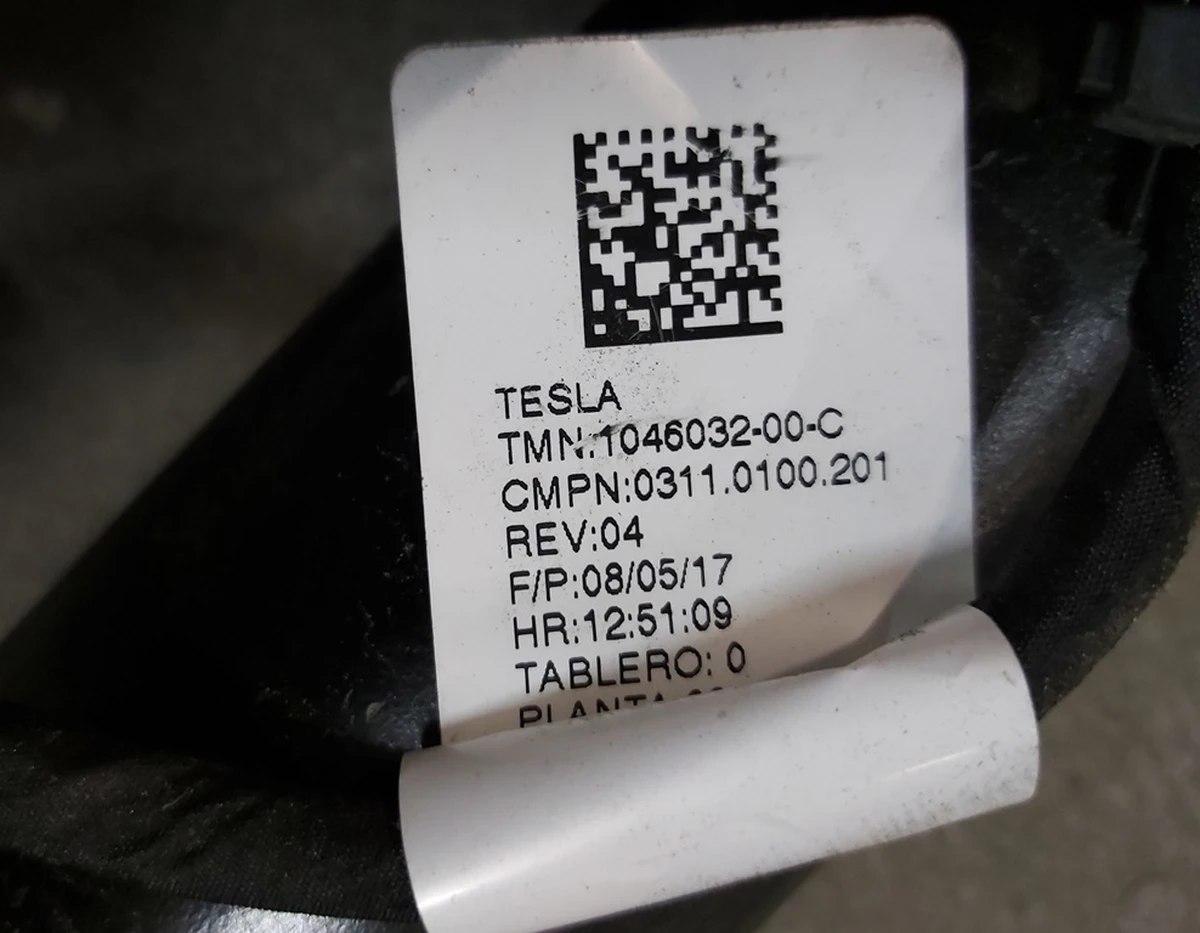 TESLA
TMN:1046032-00-C
CMPN:0311.0100.201
REV:04
F/P:08/05/17
HR:12:51:09
TABLERO: 0
PLANTA